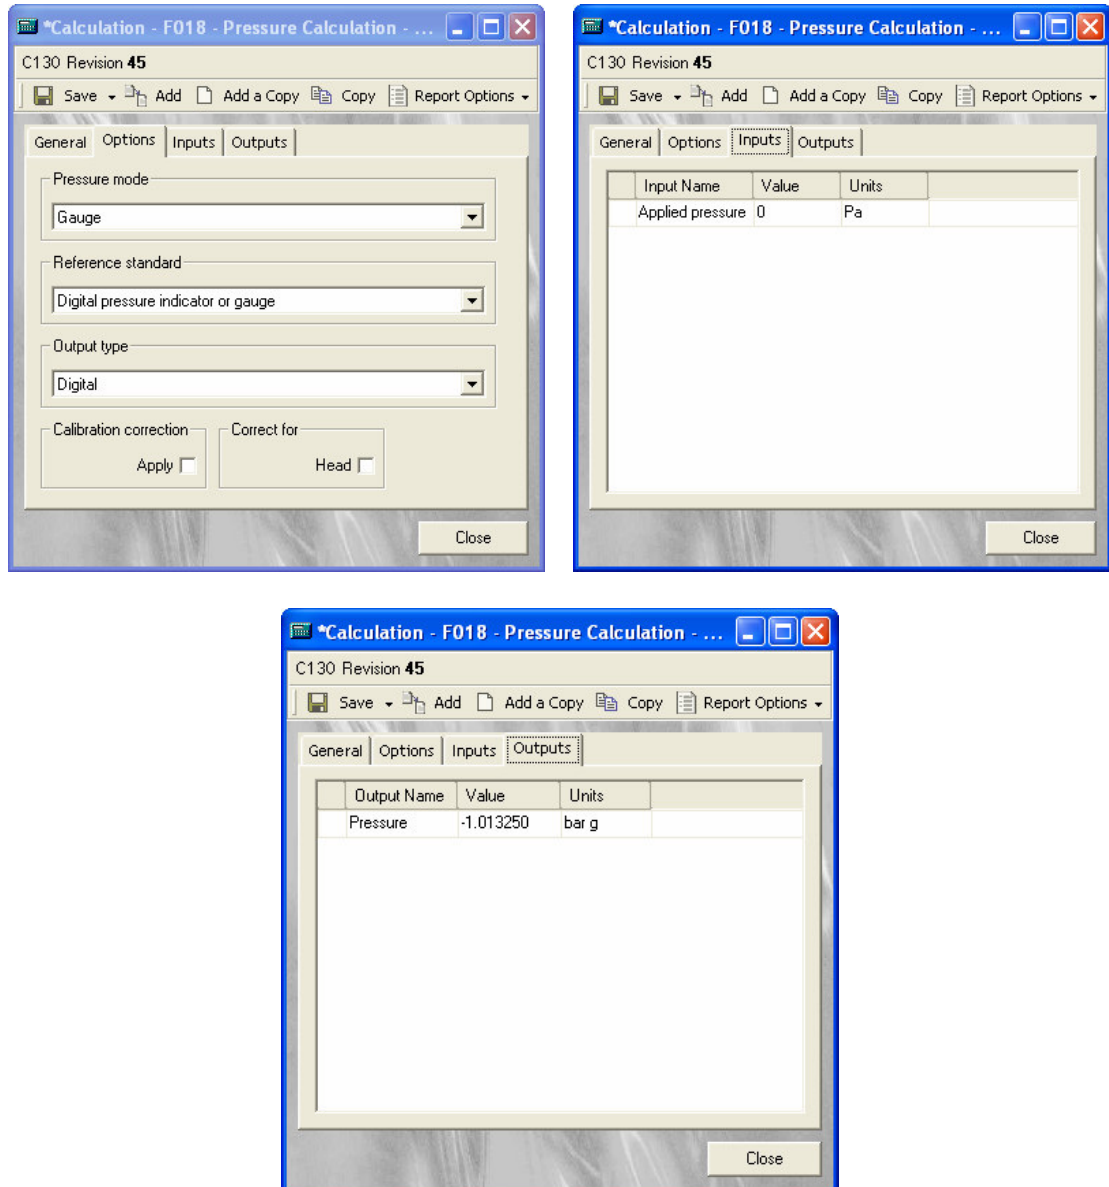 *Calculation - F018 - Pressure Calculation - ...
C130 Revision 45
Save Add Add a Copy Copy Report Options
General Options Inputs Outputs
Pressure mode
Gauge
Reference standard
Digital pressure indicator or gauge
Output type
Digital
Calibration correction Correct for
Apply Head
Close
*Calculation - F018 - Pressure Calculation - ...
C130 Revision 45
Save Add Add a Copy Copy Report Options
General Options Inputs Outputs
Input Name Value Units
Applied pressure 0 Pa
Close
*Calculation - F018 - Pressure Calculation - ...
C130 Revision 45
Save Add Add a Copy Copy Report Options
General Options Inputs Outputs
Output Name Value Units
Pressure -1.013250 bar g
Close